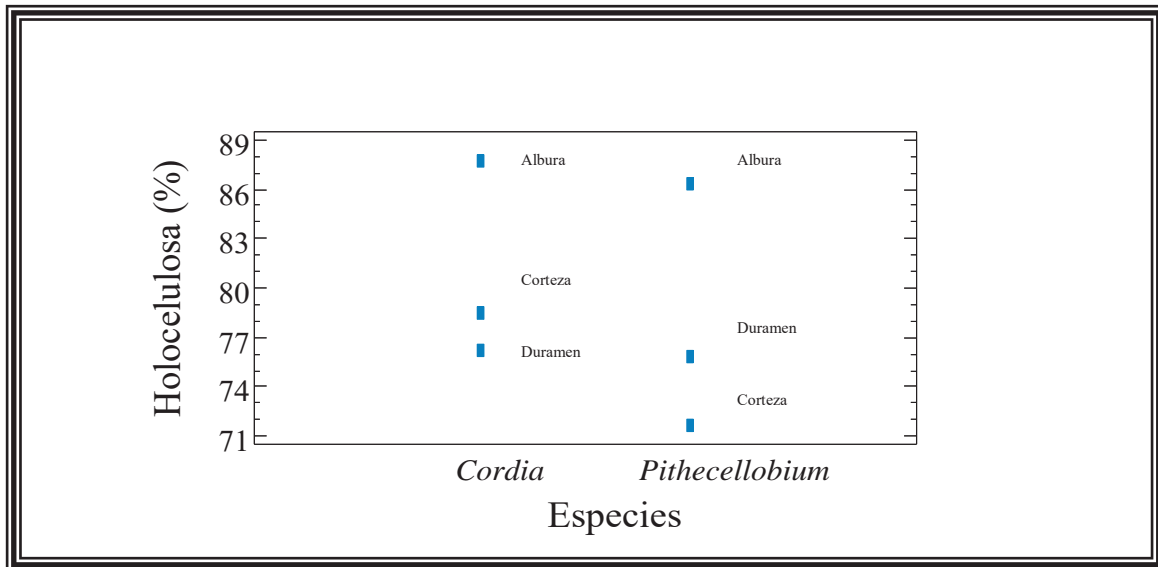 Holocelulosa (%)
89
86
83
80
77
74
71
Albura
Albura
Corteza
Duramen
Duramen
Corteza
Cordia
Pithecellobium
Especies